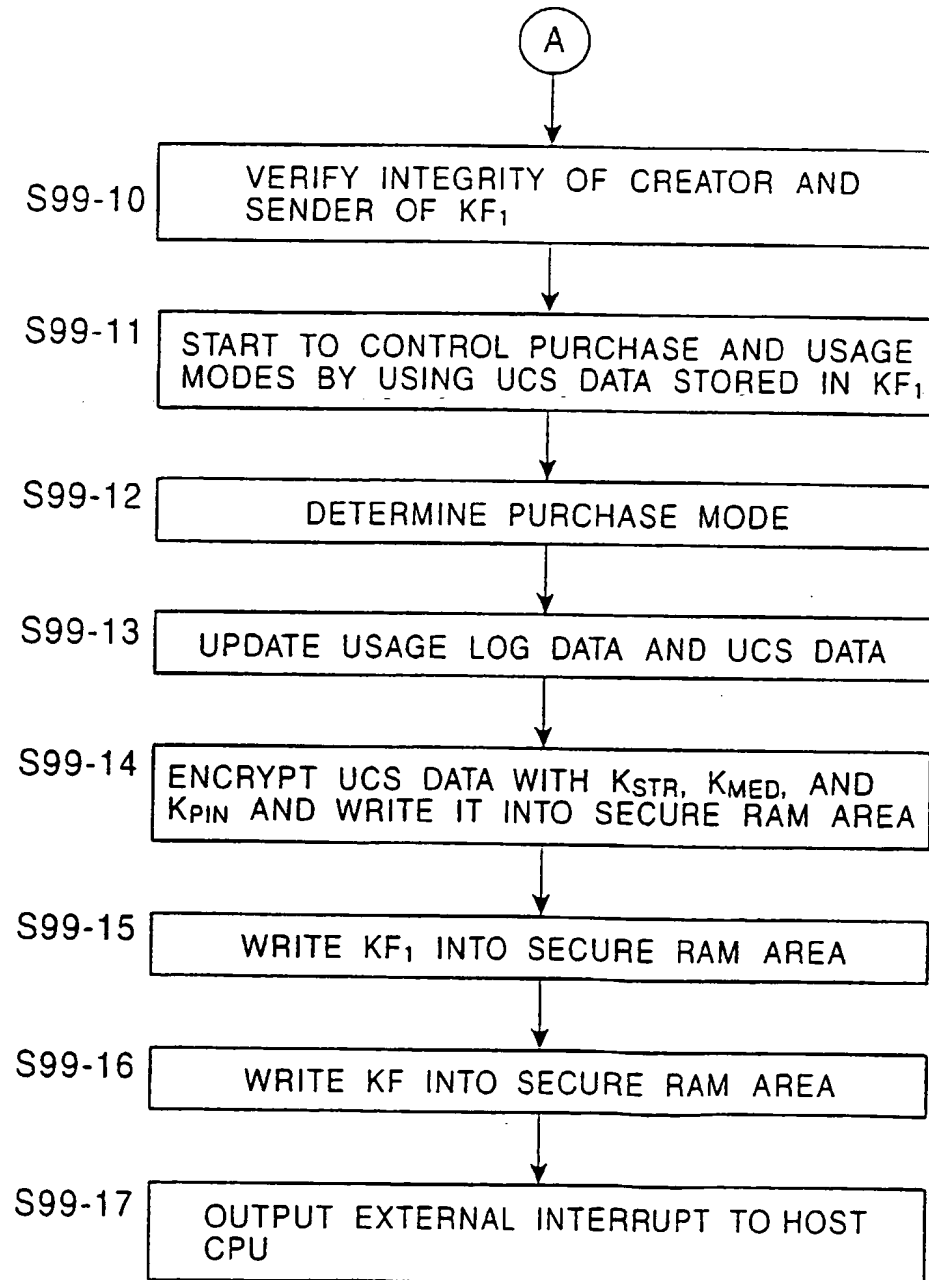 A
S99-10
VERIFY INTEGRITY OF CREATOR AND
SENDER OF KF₁
S99-11
START TO CONTROL PURCHASE AND USAGE
MODES BY USING UCS DATA STORED IN KF₁
S99-12
DETERMINE PURCHASE MODE
S99-13
UPDATE USAGE LOG DATA AND UCS DATA
S99-14
ENCRYPT UCS DATA WITH KSTR, KMED, AND
KPIN AND WRITE IT INTO SECURE RAM AREA
S99-15
WRITE KF₁ INTO SECURE RAM AREA
S99-16
WRITE KF INTO SECURE RAM AREA
S99-17
OUTPUT EXTERNAL INTERRUPT TO HOST
CPU